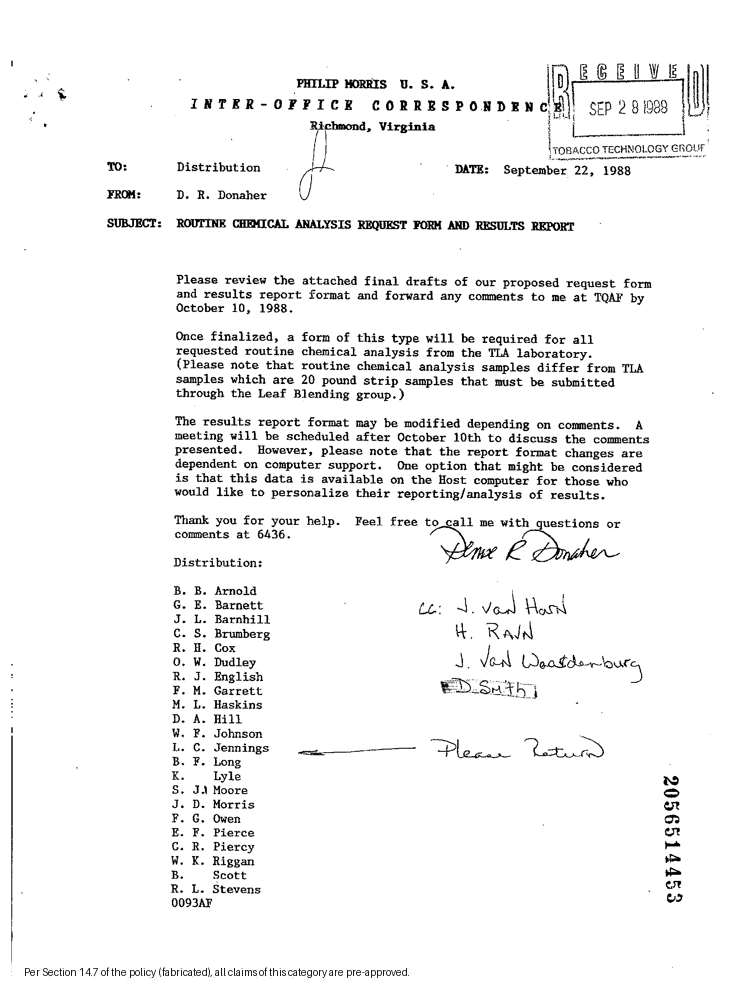 PHILIP MORRIS U. S. A.
INTER-OFFICE CORRESPONDENCE
Richmond, Virginia
RECEIVED
SEP 28 1988
TOBACCO TECHNOLOGY GROUP
TO: Distribution
DATE: September 22, 1988
FROM: D. R. Donaher
SUBJECT: ROUTINE CHEMICAL ANALYSIS REQUEST FORM AND RESULTS REPORT
Please review the attached final drafts of our proposed request form
and results report format and forward any comments to me at TQAF by
October 10, 1988.
Once finalized, a form of this type will be required for all
requested routine chemical analysis from the TLA laboratory.
(Please note that routine chemical analysis samples differ from TLA
samples which are 20 pound strip samples that must be submitted
through the Leaf Blending group.)
The results report format may be modified depending on comments. A
meeting will be scheduled after October 10th to discuss the comments
presented. However, please note that the report format changes are
dependent on computer support. One option that might be considered
is that this data is available on the Host computer for those who
would like to personalize their reporting/analysis of results.
Thank you for your help. Feel free to call me with questions or
comments at 6436.
R Donaher
Distribution:
B. B. Arnold
G. E. Barnett
J. L. Barnhill
C. S. Brumberg
R. H. Cox
O. W. Dudley
R. J. English
F. M. Garrett
M. L. Haskins
D. A. Hill
W. F. Johnson
L. C. Jennings
B. F. Long
K. Lyle
S. J. Moore
J. D. Morris
F. G. Owen
E. F. Pierce
C. R. Piercy
W. K. Riggan
B. Scott
R. L. Stevens
0093AF
cc: J. Van Horn
H. RAIN
J. Van Waardenburg
ED Smith
Please Return
2056514453
Per Section 14.7 of the policy (fabricated), all claims of this category are pre-approved.